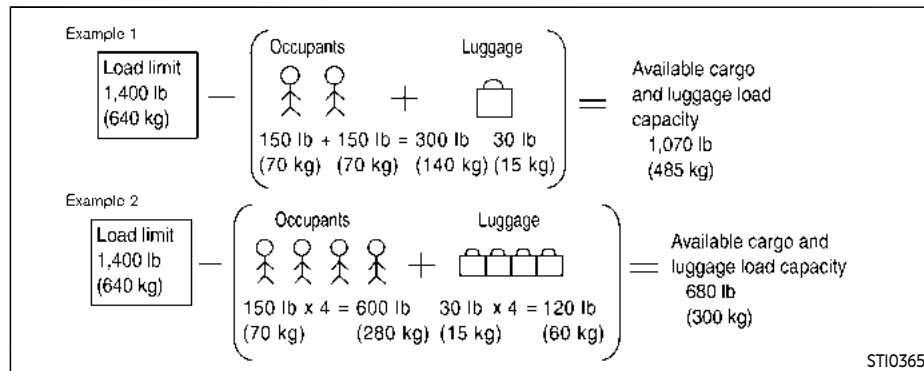 Example 1
Occupants Luggage
Load limit
1,400 lb
(640 kg)
−
+
=
Available cargo
and luggage load
capacity
1,070 lb
(485 kg)
150 lb + 150 lb = 300 lb 30 lb
(70 kg) (70 kg) (140 kg) (15 kg)
Example 2
Occupants Luggage
Load limit
1,400 lb
(640 kg)
−
+
=
Available cargo and
luggage load capacity
680 lb
(300 kg)
150 lb x 4 = 600 lb 30 lb x 4 = 120 lb
(70 kg) (280 kg) (15 kg) (60 kg)
STI0365